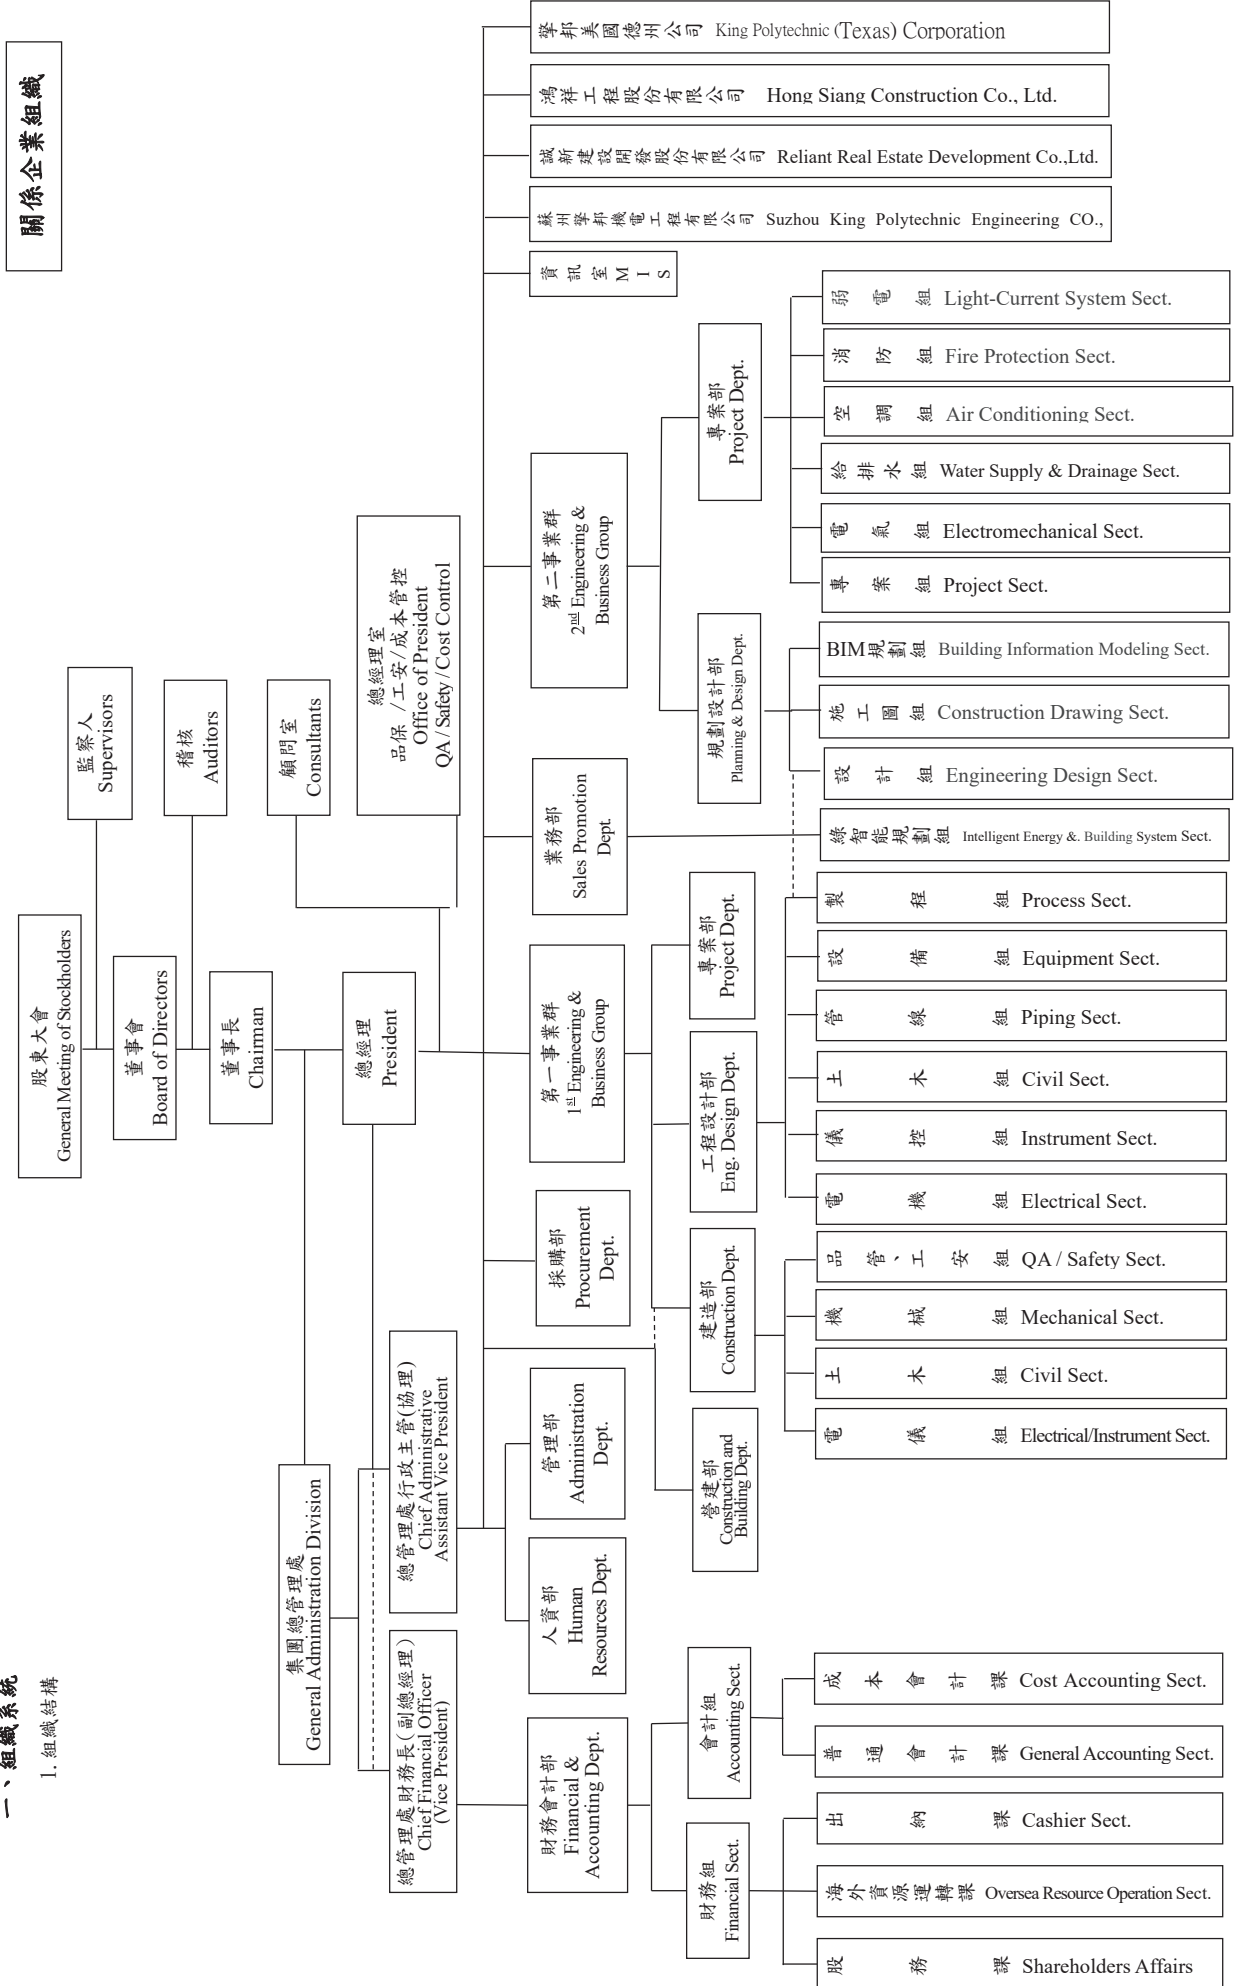 一、組織系統
1. 組織結構
關係企業組織
股東大會
General Meeting of Stockholders
監察人
Supervisors
董事會
Board of Directors
稽核
Auditors
董事長
Chairman
顧問室
Consultants
集團總管理處
General Administration Division
總經理
President
總經理室
品保 /工安/成本管控
Office of President
QA / Safety / Cost Control
總管理處財務長(副總經理)
Chief Financial Officer
(Vice President)
總管理處行政主管(協理)
Chief Administrative
Assistant Vice President
財務會計部
Financial &
Accounting Dept.
人資部
Human
Resources Dept.
管理部
Administration
Dept.
採購部
Procurement
Dept.
第一事業群
1st Engineering &
Business Group
業務部
Sales Promotion
Dept.
第二事業群
2nd Engineering &
Business Group
資訊室MIS
蘇州擎邦機電工程有限公司 Suzhou King Polytechnic Engineering CO.,
誠新建設開發股份有限公司 Reliant Real Estate Development Co.,Ltd.
鴻祥工程股份有限公司 Hong Siang Construction Co., Ltd.
擎邦美國德州公司 King Polytechnic (Texas) Corporation
財務組
Financial Sect.
會計組
Accounting Sect.
營建部
Construction and
Building Dept.
建造部
Construction Dept.
工程設計部
Eng. Design Dept.
專案部
Project Dept.
規劃設計部
Planning & Design Dept.
專案部
Project Dept.
股務課 Shareholders Affairs
海外資源運轉課 Oversea Resource Operation Sect.
出納課 Cashier Sect.
普通會計課 General Accounting Sect.
成本會計課 Cost Accounting Sect.
電儀組 Electrical/Instrument Sect.
土木組 Civil Sect.
機械組 Mechanical Sect.
品管、工安組 QA / Safety Sect.
電機組 Electrical Sect.
儀控組 Instrument Sect.
土木組 Civil Sect.
管線組 Piping Sect.
設備組 Equipment Sect.
製程組 Process Sect.
綠智能規劃組 Intelligent Energy &. Building System Sect.
設計組 Engineering Design Sect.
施工圖組 Construction Drawing Sect.
BIM規劃組 Building Information Modeling Sect.
專案組 Project Sect.
電氣組 Electromechanical Sect.
給排水組 Water Supply & Drainage Sect.
空調組 Air Conditioning Sect.
消防組 Fire Protection Sect.
弱電組 Light-Current System Sect.